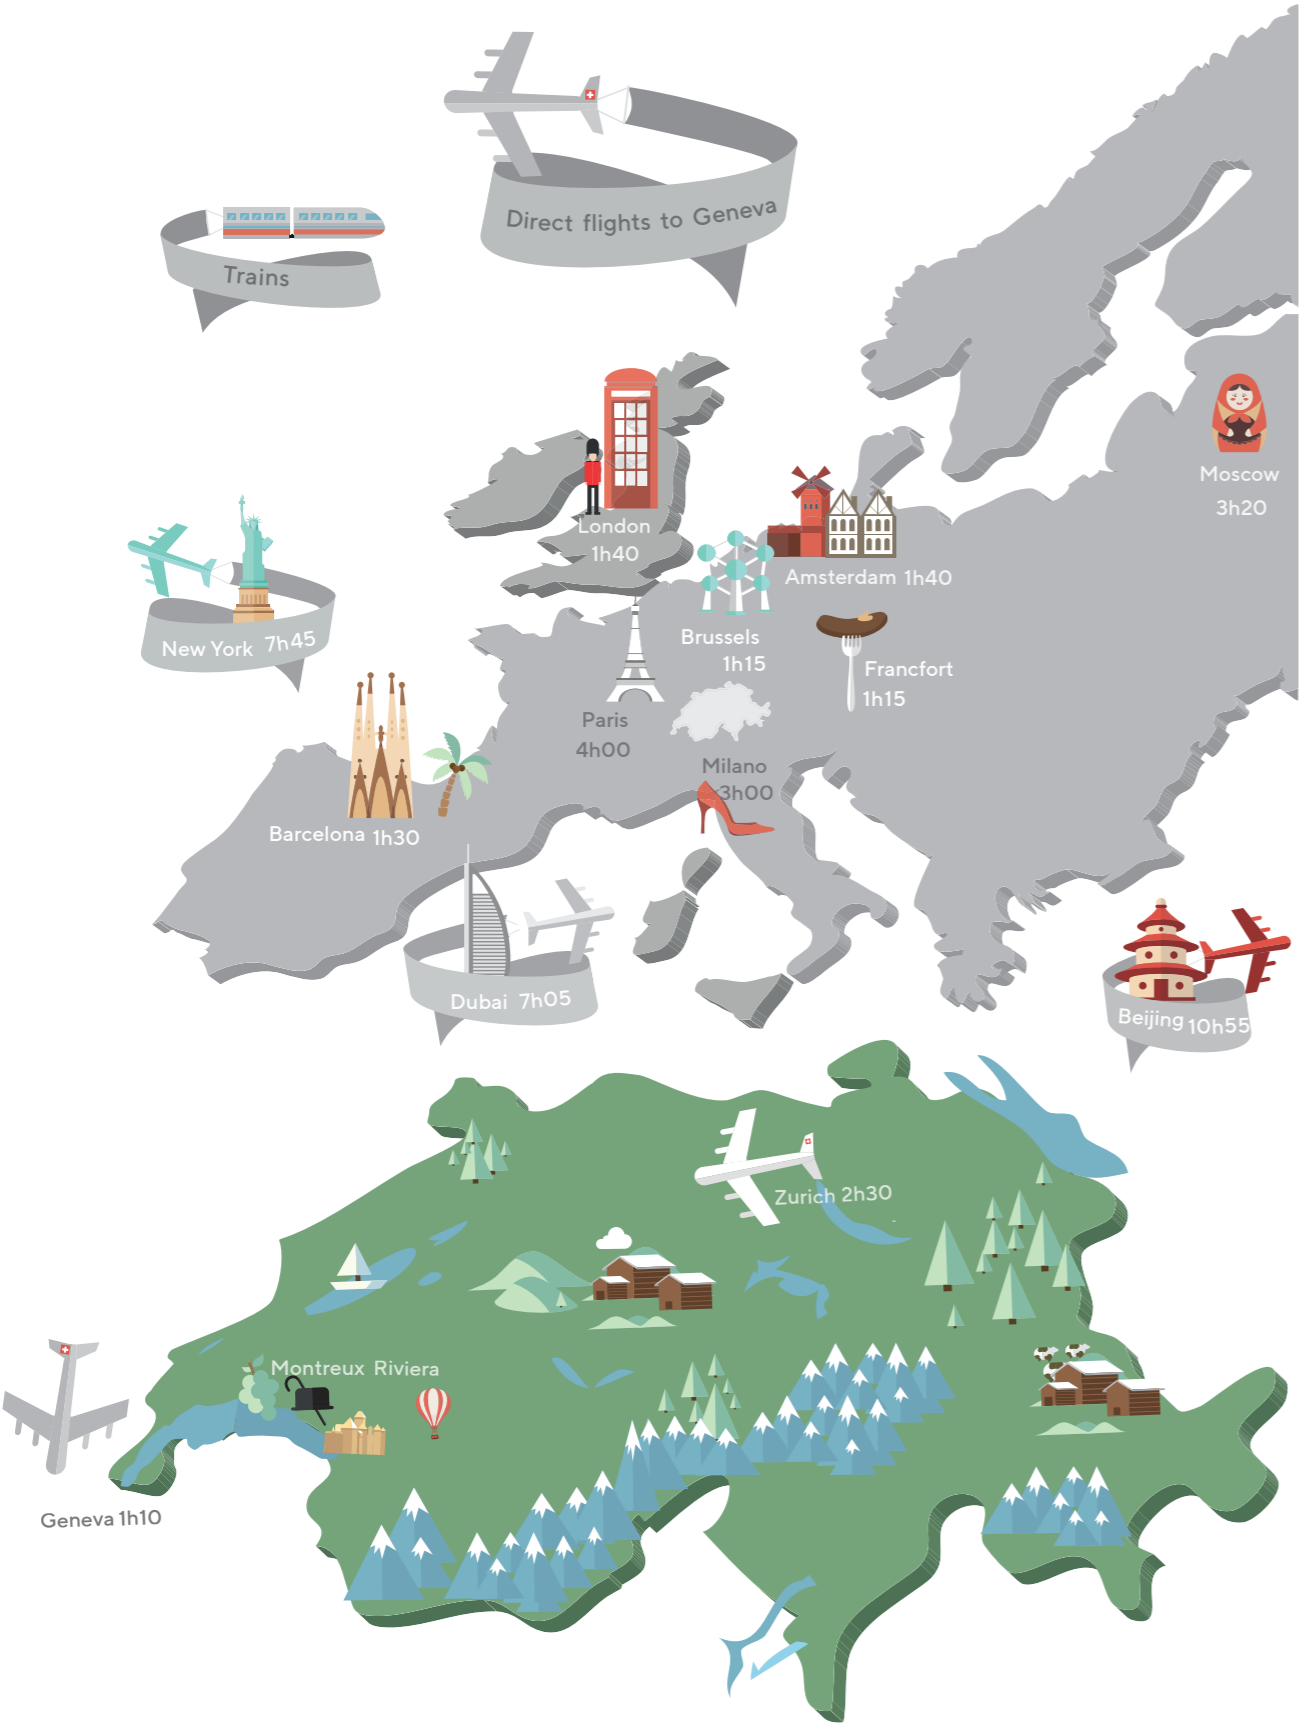 Direct flights to Geneva
Trains
Moscow
3h20
London
1h40
Amsterdam 1h40
New York 7h45
Brussels
1h15
Francfort
1h15
Paris
4h00
Milano
3h00
Barcelona 1h30
Dubai 7h05
Beijing 10h55
Zurich 2h30
Montreux Riviera
Geneva 1h10